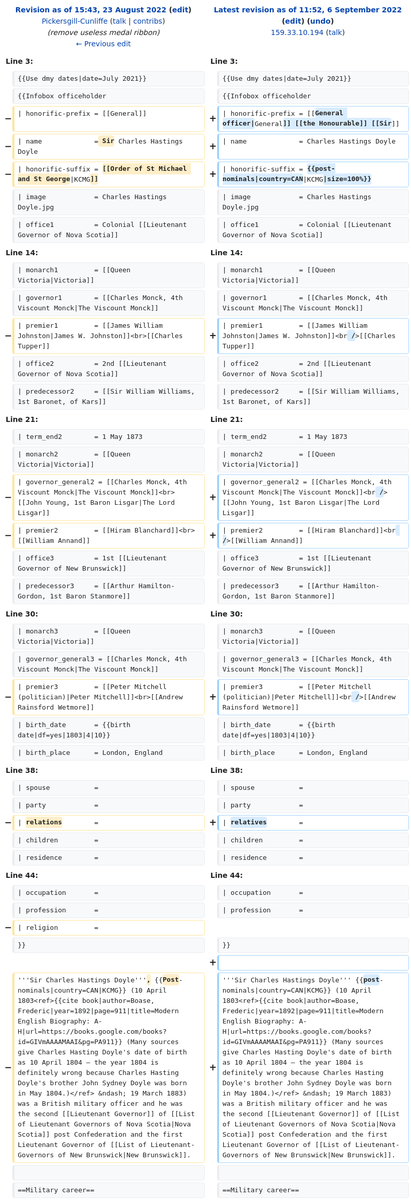 Revision as of 15:43, 23 August 2022 (edit)
Pickersgill-Cunliffe (talk | contribs)
(remove useless medal ribbon)
← Previous edit
Latest revision as of 11:52, 6 September 2022
(edit) (undo)
159.33.10.194 (talk)
Line 3:
{{Use dmy dates|date=July 2021}}
{{Infobox officeholder
− | honorific-prefix = [[General]]
− | name = Sir Charles Hastings
Doyle
− | honorific-suffix = [[Order of St Michael
and St George|KCMG]]
| image = Charles Hastings
Doyle.jpg
| office1 = Colonial [[Lieutenant
Governor of Nova Scotia]]
Line 3:
{{Use dmy dates|date=July 2021}}
{{Infobox officeholder
+ | honorific-prefix = [[General
officer|General]] [[the Honourable]] [[Sir]]
+ | name = Charles Hastings Doyle
+ | honorific-suffix = {{post-
nominals|country=CAN|KCMG|size=100%}}
| image = Charles Hastings
Doyle.jpg
| office1 = Colonial [[Lieutenant
Governor of Nova Scotia]]
Line 14:
| monarch1 = [[Queen
Victoria|Victoria]]
| governor1 = [[Charles Monck, 4th
Viscount Monck|The Viscount Monck]]
− | premier1 = [[James William
Johnston|James W. Johnston]]<br>[[Charles
Tupper]]
| office2 = 2nd [[Lieutenant
Governor of Nova Scotia]]
| predecessor2 = [[Sir William Williams,
1st Baronet, of Kars]]
Line 14:
| monarch1 = [[Queen
Victoria|Victoria]]
| governor1 = [[Charles Monck, 4th
Viscount Monck|The Viscount Monck]]
+ | premier1 = [[James William
Johnston|James W. Johnston]]<br />[[Charles
Tupper]]
| office2 = 2nd [[Lieutenant
Governor of Nova Scotia]]
| predecessor2 = [[Sir William Williams,
1st Baronet, of Kars]]
Line 21:
| term_end2 = 1 May 1873
| monarch2 = [[Queen
Victoria|Victoria]]
− | governor_general2 = [[Charles Monck, 4th
Viscount Monck|The Viscount Monck]]<br>
[[John Young, 1st Baron Lisgar|The Lord
Lisgar]]
− | premier2 = [[Hiram Blanchard]]<br>
[[William Annand]]
| office3 = 1st [[Lieutenant
Governor of New Brunswick]]
| predecessor3 = [[Arthur Hamilton-
Gordon, 1st Baron Stanmore]]
Line 21:
| term_end2 = 1 May 1873
| monarch2 = [[Queen
Victoria|Victoria]]
+ | governor_general2 = [[Charles Monck, 4th
Viscount Monck|The Viscount Monck]]<br />
[[John Young, 1st Baron Lisgar|The Lord
Lisgar]]
+ | premier2 = [[Hiram Blanchard]]<br
/>[[William Annand]]
| office3 = 1st [[Lieutenant
Governor of New Brunswick]]
| predecessor3 = [[Arthur Hamilton-
Gordon, 1st Baron Stanmore]]
Line 30:
| monarch3 = [[Queen
Victoria|Victoria]]
| governor_general3 = [[Charles Monck, 4th
Viscount Monck|The Viscount Monck]]
− | premier3 = [[Peter Mitchell
(politician)|Peter Mitchell]]<br>[[Andrew
Rainsford Wetmore]]
| birth_date = {{birth
date|df=yes|1803|4|10}}
| birth_place = London, England
Line 30:
| monarch3 = [[Queen
Victoria|Victoria]]
| governor_general3 = [[Charles Monck, 4th
Viscount Monck|The Viscount Monck]]
+ | premier3 = [[Peter Mitchell
(politician)|Peter Mitchell]]<br />[[Andrew
Rainsford Wetmore]]
| birth_date = {{birth
date|df=yes|1803|4|10}}
| birth_place = London, England
Line 38:
| spouse =
| party =
− | relations =
| children =
| residence =
Line 38:
| spouse =
| party =
+ | relatives =
| children =
| residence =
Line 44:
| occupation =
| profession =
− | religion =
}}
− '''Sir Charles Hastings Doyle''', {{Post-
nominals|country=CAN|KCMG}} (10 April
1803<ref>{{cite book|author=Boase,
Frederic|year=1892|page=911|title=Modern
English Biography: A-
H|url=https://books.google.com/books?
id=GIVmAAAAMAAJ&pg=PA911}} (Many sources
give Charles Hasting Doyle's date of birth
as 10 April 1804 – the year 1804 is
definitely wrong because Charles Hasting
Doyle's brother John Sydney Doyle was born
in May 1804.)</ref> &ndash; 19 March 1883)
was a British military officer and he was
the second [[Lieutenant Governor]] of [[List
of Lieutenant Governors of Nova Scotia|Nova
Scotia]] post Confederation and the first
Lieutenant Governor of [[List of Lieutenant-
Governors of New Brunswick|New Brunswick]].
==Military career==
Line 44:
| occupation =
| profession =
}}
+
+ '''Sir Charles Hastings Doyle''' {{post-
nominals|country=CAN|KCMG}} (10 April
1803<ref>{{cite book|author=Boase,
Frederic|year=1892|page=911|title=Modern
English Biography: A-
H|url=https://books.google.com/books?
id=GIVmAAAAMAAJ&pg=PA911}} (Many sources
give Charles Hasting Doyle's date of birth
as 10 April 1804 – the year 1804 is
definitely wrong because Charles Hasting
Doyle's brother John Sydney Doyle was born
in May 1804.)</ref> &ndash; 19 March 1883)
was a British military officer and he was
the second [[Lieutenant Governor]] of [[List
of Lieutenant Governors of Nova Scotia|Nova
Scotia]] post Confederation and the first
Lieutenant Governor of [[List of Lieutenant-
Governors of New Brunswick|New Brunswick]].
==Military career==